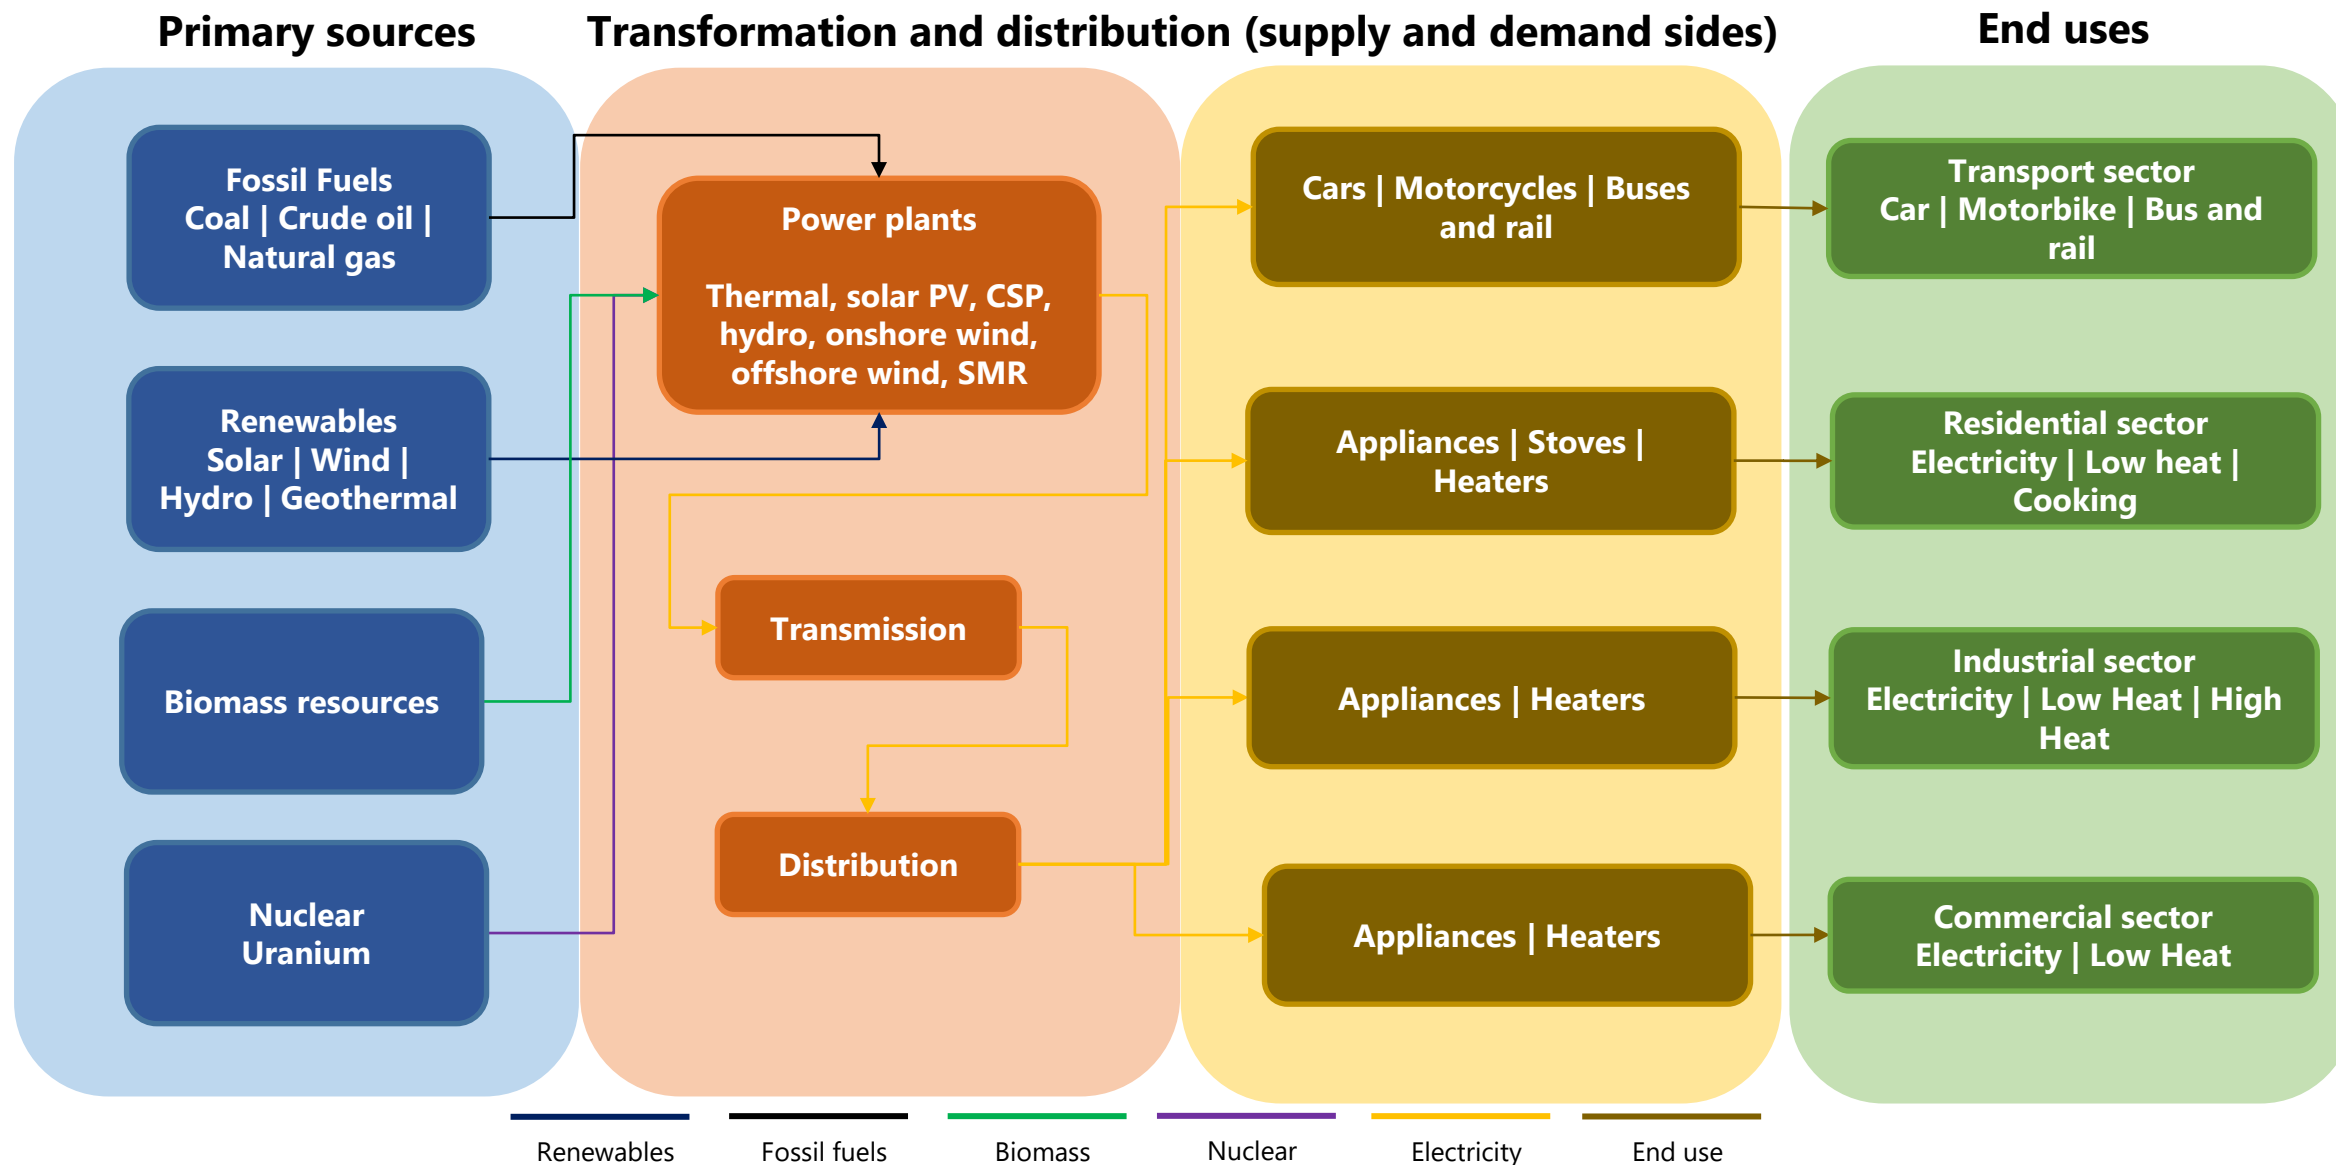 Primary sources
Transformation and distribution (supply and demand sides)
End uses
Fossil Fuels
Coal | Crude oil |
Natural gas
Renewables
Solar | Wind |
Hydro | Geothermal
Biomass resources
Nuclear
Uranium
Power plants
Thermal, solar PV, CSP,
hydro, onshore wind,
offshore wind, SMR
Transmission
Distribution
Cars | Motorcycles | Buses
and rail
Appliances | Stoves |
Heaters
Appliances | Heaters
Appliances | Heaters
Transport sector
Car | Motorbike | Bus and
rail
Residential sector
Electricity | Low heat |
Cooking
Industrial sector
Electricity | Low Heat | High
Heat
Commercial sector
Electricity | Low Heat
Renewables
Fossil fuels
Biomass
Nuclear
Electricity
End use